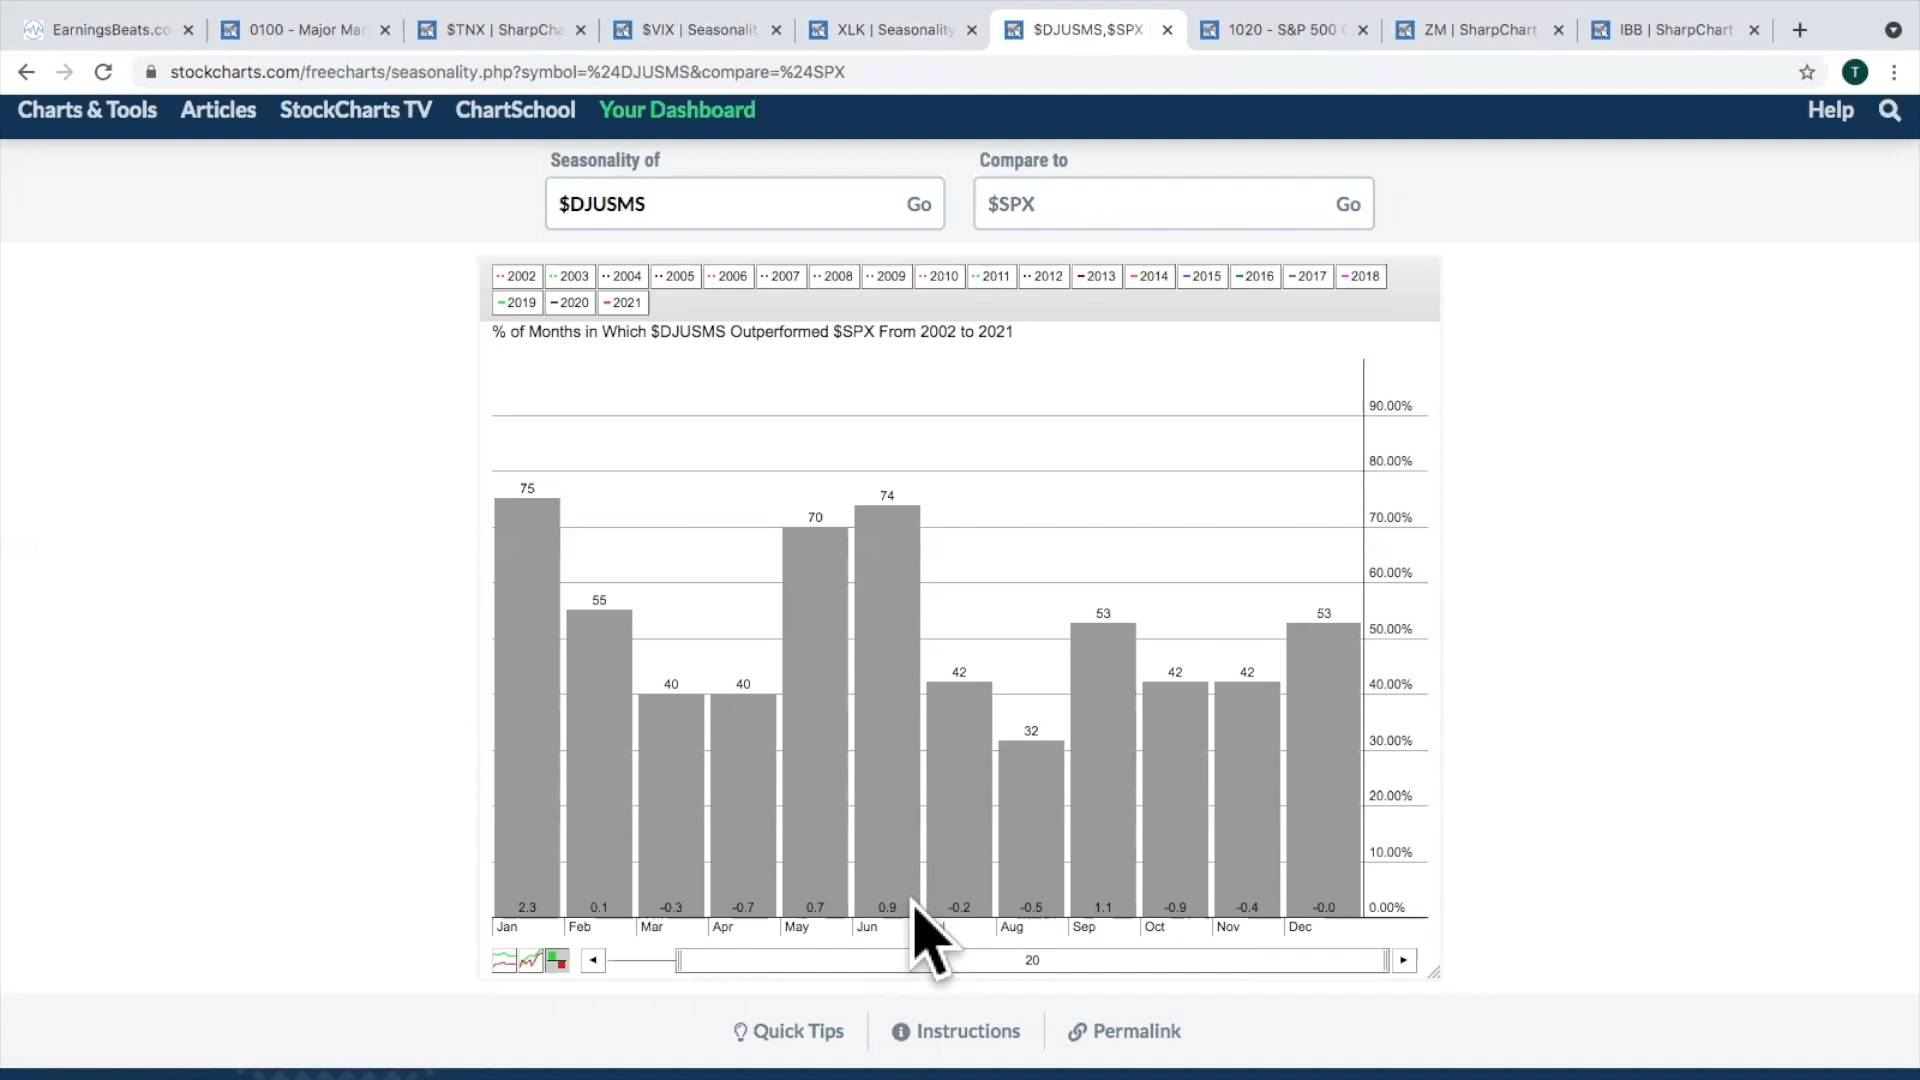 EarningsBeats.co
0100 - Major Mar
$TNX | SharpCha
$VIX | Seasonalit
XLK | Seasonality
$DJUSMS,$SPX
1020 - S&P 500 C
ZM | SharpChart
IBB | SharpChart
stockcharts.com/freecharts/seasonality.php?symbol=%24DJUSMS&compare=%24SPX
T
Charts & Tools Articles StockCharts TV ChartSchool Your Dashboard Help
Seasonality of Compare to
$DJUSMS Go $SPX Go
2002 2003 2004 2005 2006 2007 2008 2009 2010 2011 2012 2013 2014 2015 2016 2017 2018
2019 2020 2021
% of Months in Which $DJUSMS Outperformed $SPX From 2002 to 2021
90.00%
80.00%
75 74
70 70.00%
60.00%
55 53 53
50.00%
40 40 42 42 42 40.00%
32 30.00%
20.00%
10.00%
2.3 0.1 -0.3 -0.7 0.7 0.9 -0.2 -0.5 1.1 -0.9 -0.4 -0.0 0.00%
Jan Feb Mar Apr May Jun Aug Sep Oct Nov Dec
20
Quick Tips Instructions Permalink